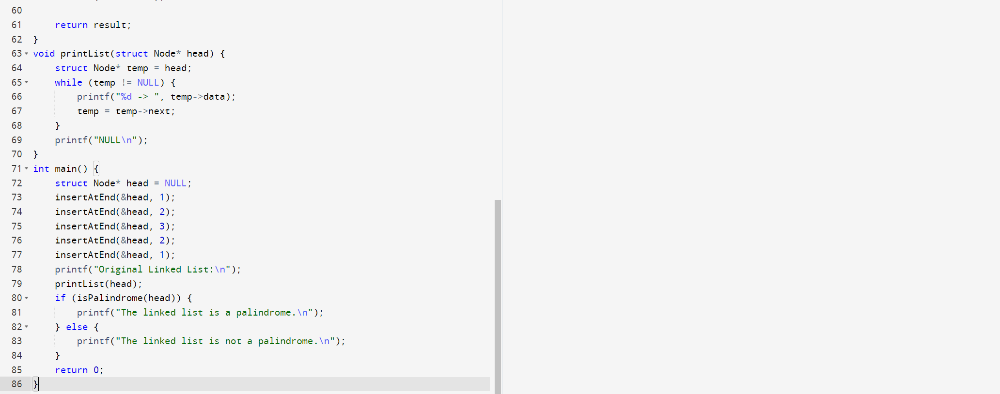 60
61     return result;
62 }
63 void printList(struct Node* head) {
64     struct Node* temp = head;
65     while (temp != NULL) {
66         printf("%d -> ", temp->data);
67         temp = temp->next;
68     }
69     printf("NULL\n");
70 }
71 int main() {
72     struct Node* head = NULL;
73     insertAtEnd(&head, 1);
74     insertAtEnd(&head, 2);
75     insertAtEnd(&head, 3);
76     insertAtEnd(&head, 2);
77     insertAtEnd(&head, 1);
78     printf("Original Linked List:\n");
79     printList(head);
80     if (isPalindrome(head)) {
81         printf("The linked list is a palindrome.\n");
82     } else {
83         printf("The linked list is not a palindrome.\n");
84     }
85     return 0;
86 }